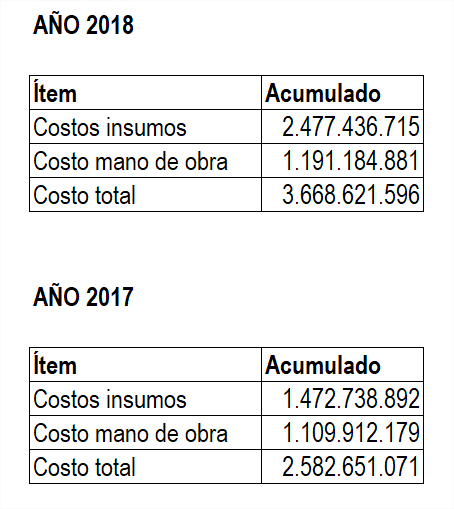 AÑO 2018
Ítem Acumulado
Costos insumos 2.477.436.715
Costo mano de obra 1.191.184.881
Costo total 3.668.621.596
AÑO 2017
Ítem Acumulado
Costos insumos 1.472.738.892
Costo mano de obra 1.109.912.179
Costo total 2.582.651.071